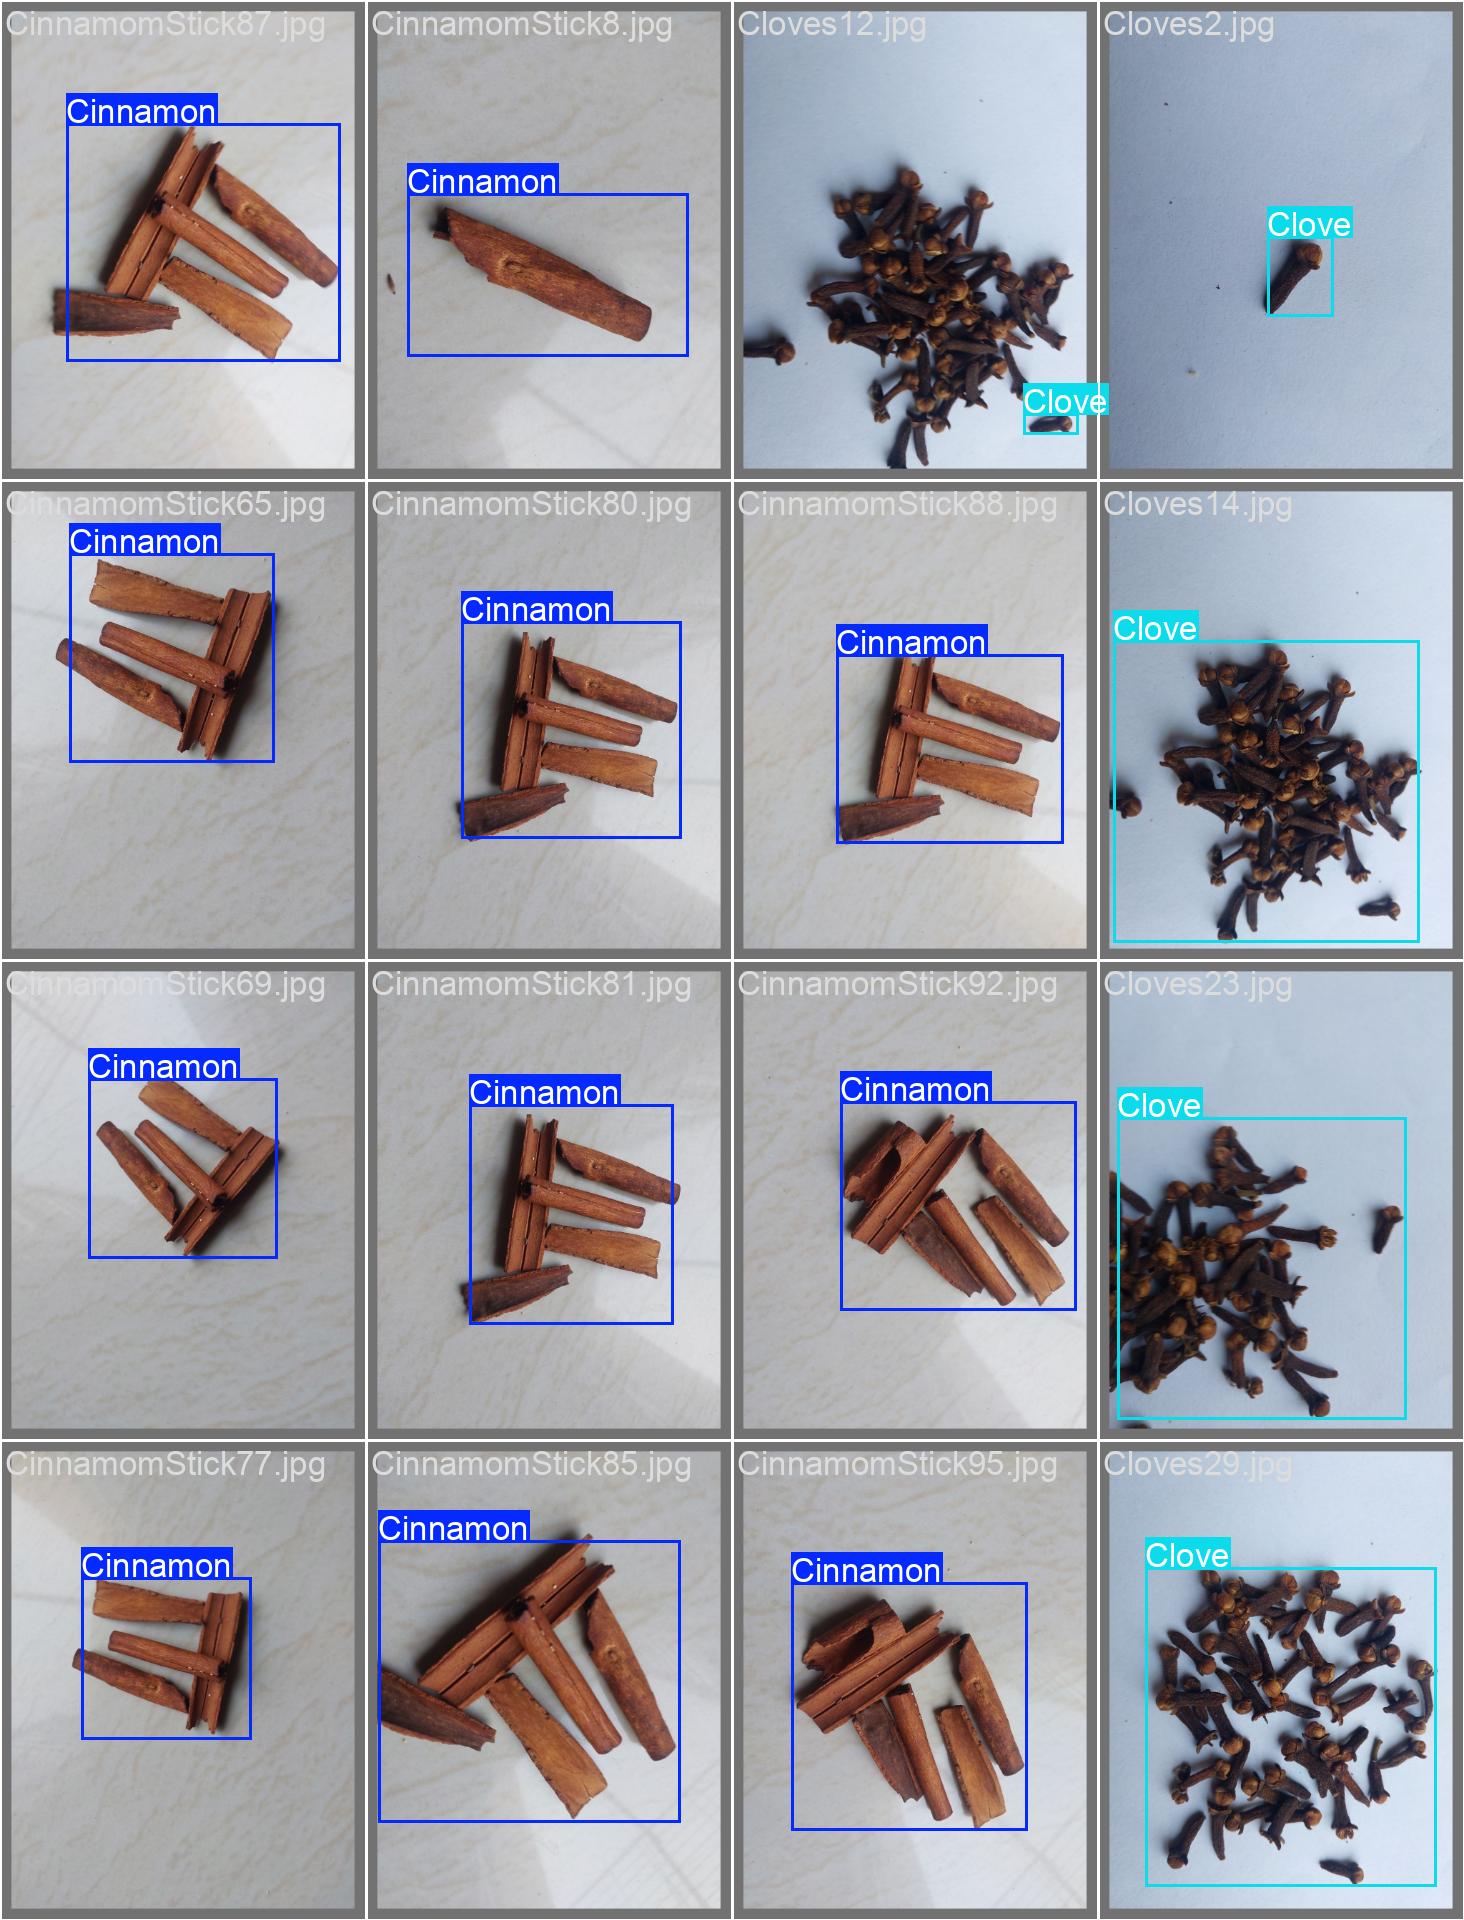 CinnamomStick87.jpg
Cinnamon
CinnamomStick8.jpg
Cinnamon
Cloves12.jpg
Clove
Cloves2.jpg
Clove
CinnamomStick65.jpg
Cinnamon
CinnamomStick80.jpg
Cinnamon
CinnamomStick88.jpg
Cinnamon
Cloves14.jpg
Clove
CinnamomStick69.jpg
Cinnamon
CinnamomStick81.jpg
Cinnamon
CinnamomStick92.jpg
Cinnamon
Cloves23.jpg
Clove
CinnamomStick77.jpg
Cinnamon
CinnamomStick85.jpg
Cinnamon
CinnamomStick95.jpg
Cinnamon
Cloves29.jpg
Clove